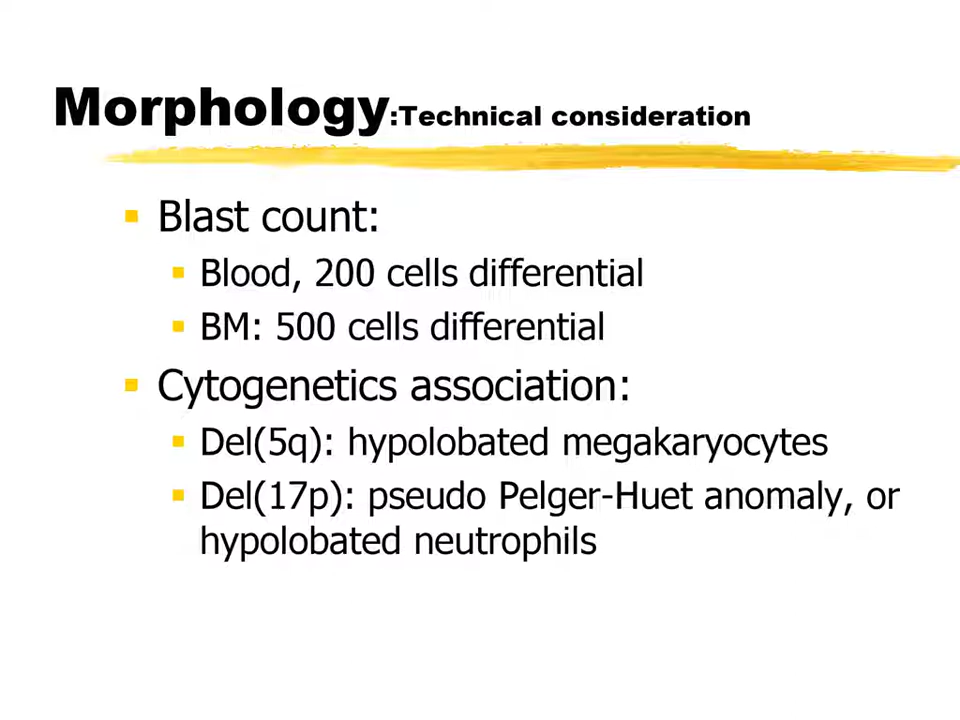 Morphology:Technical consideration
Blast count:
Blood, 200 cells differential
BM: 500 cells differential
Cytogenetics association:
Del(5q): hypolobated megakaryocytes
Del(17p): pseudo Pelger-Huet anomaly, or
hypolobated neutrophils